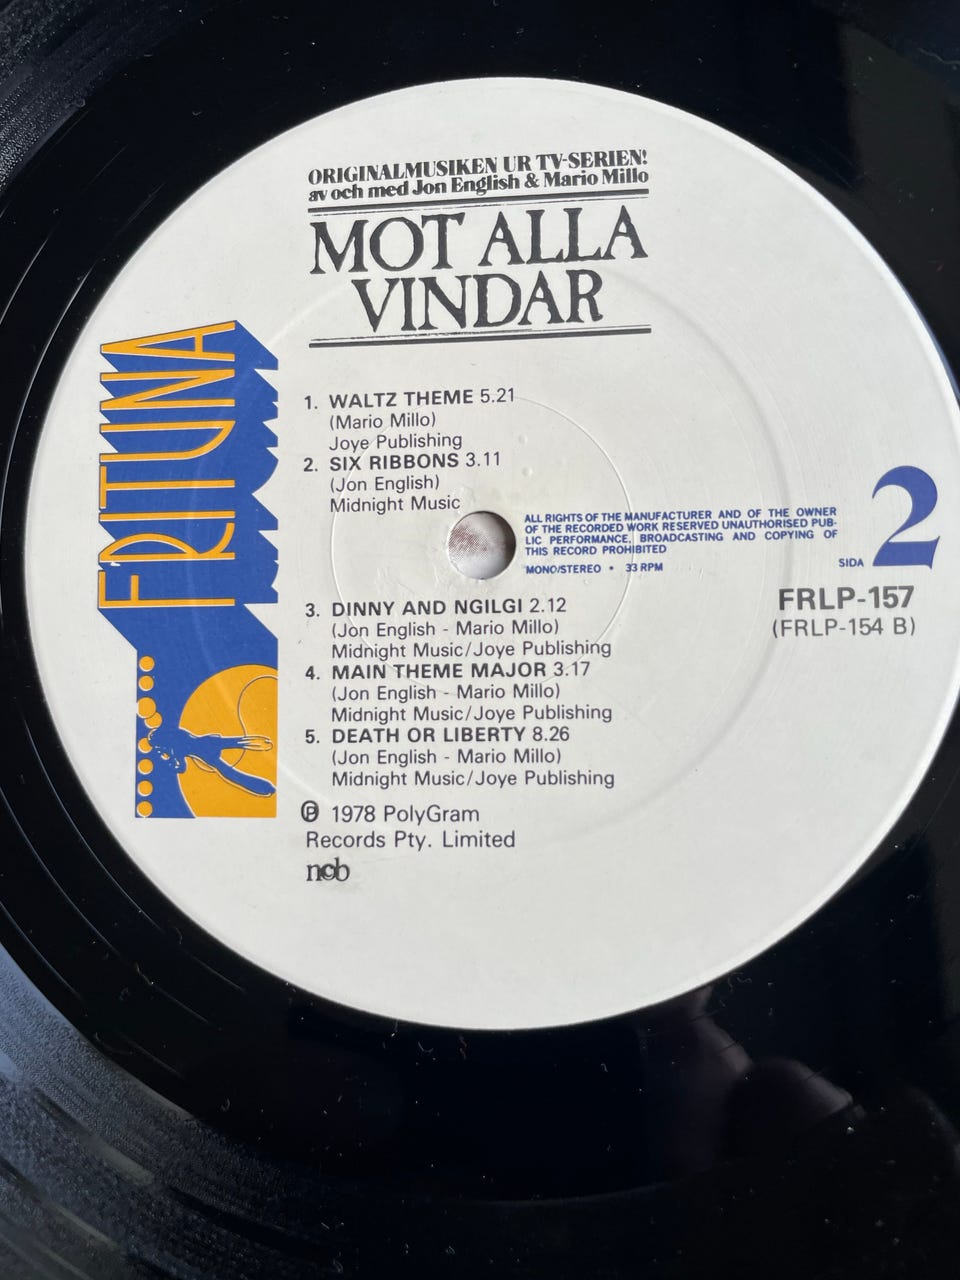 ORIGINALMUSIKEN UR TV-SERIEN!
av och med Jon English & Mario Millo
MOT ALLA
VINDAR
FRITUNA
1. WALTZ THEME 5.21
(Mario Millo)
Joye Publishing
2. SIX RIBBONS 3.11
(Jon English)
Midnight Music
ALL RIGHTS OF THE MANUFACTURER AND OF THE OWNER
OF THE RECORDED WORK RESERVED UNAUTHORISED PUB-
LIC PERFORMANCE, BROADCASTING AND COPYING OF
THIS RECORD PROHIBITED
MONO/STEREO • 33 RPM
SIDA 2
FRLP-157
(FRLP-154 B)
3. DINNY AND NGILGI 2.12
(Jon English - Mario Millo)
Midnight Music/Joye Publishing
4. MAIN THEME MAJOR 3.17
(Jon English - Mario Millo)
Midnight Music/Joye Publishing
5. DEATH OR LIBERTY 8.26
(Jon English - Mario Millo)
Midnight Music/Joye Publishing
℗ 1978 PolyGram
Records Pty. Limited
ncb